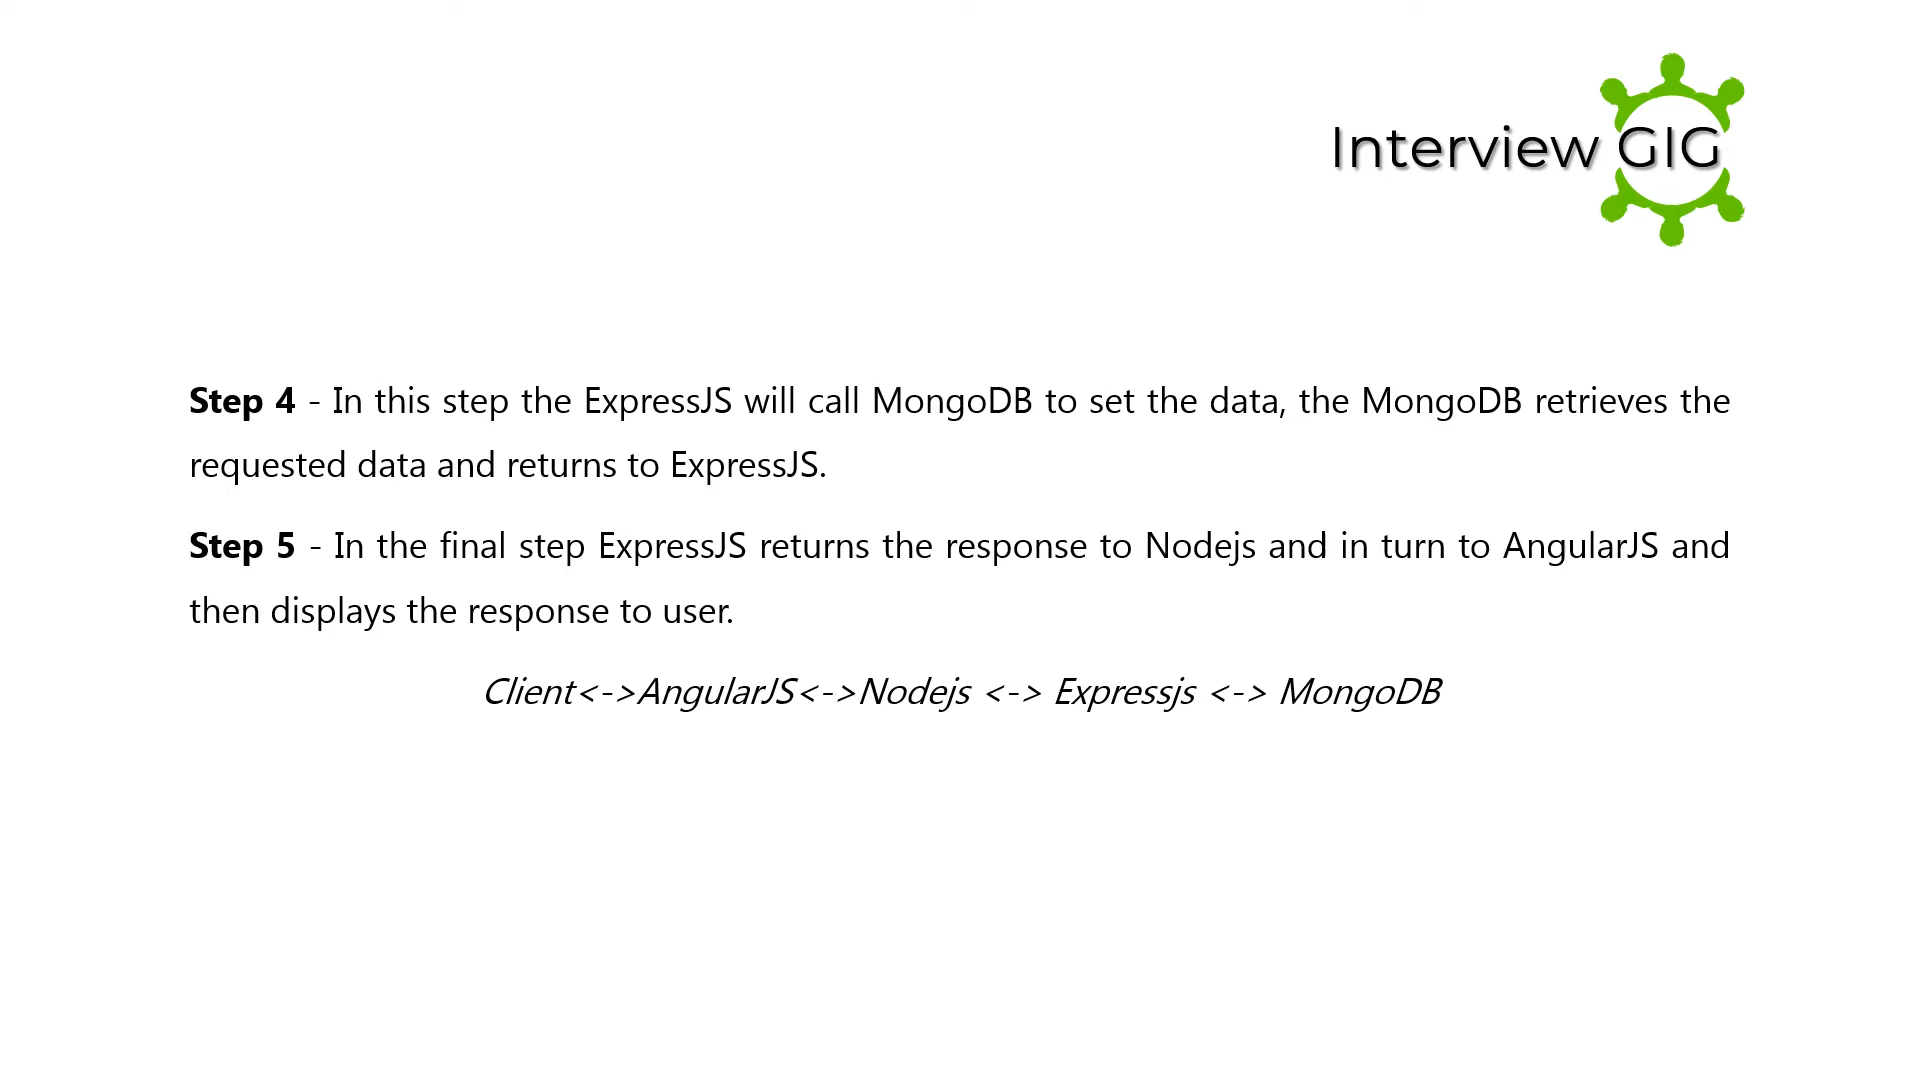 Interview GIG
Step 4 - In this step the ExpressJS will call MongoDB to set the data, the MongoDB retrieves the
requested data and returns to ExpressJS.
Step 5 - In the final step ExpressJS returns the response to Nodejs and in turn to AngularJS and
then displays the response to user.
Client<->AngularJS<->Nodejs <-> Expressjs <-> MongoDB